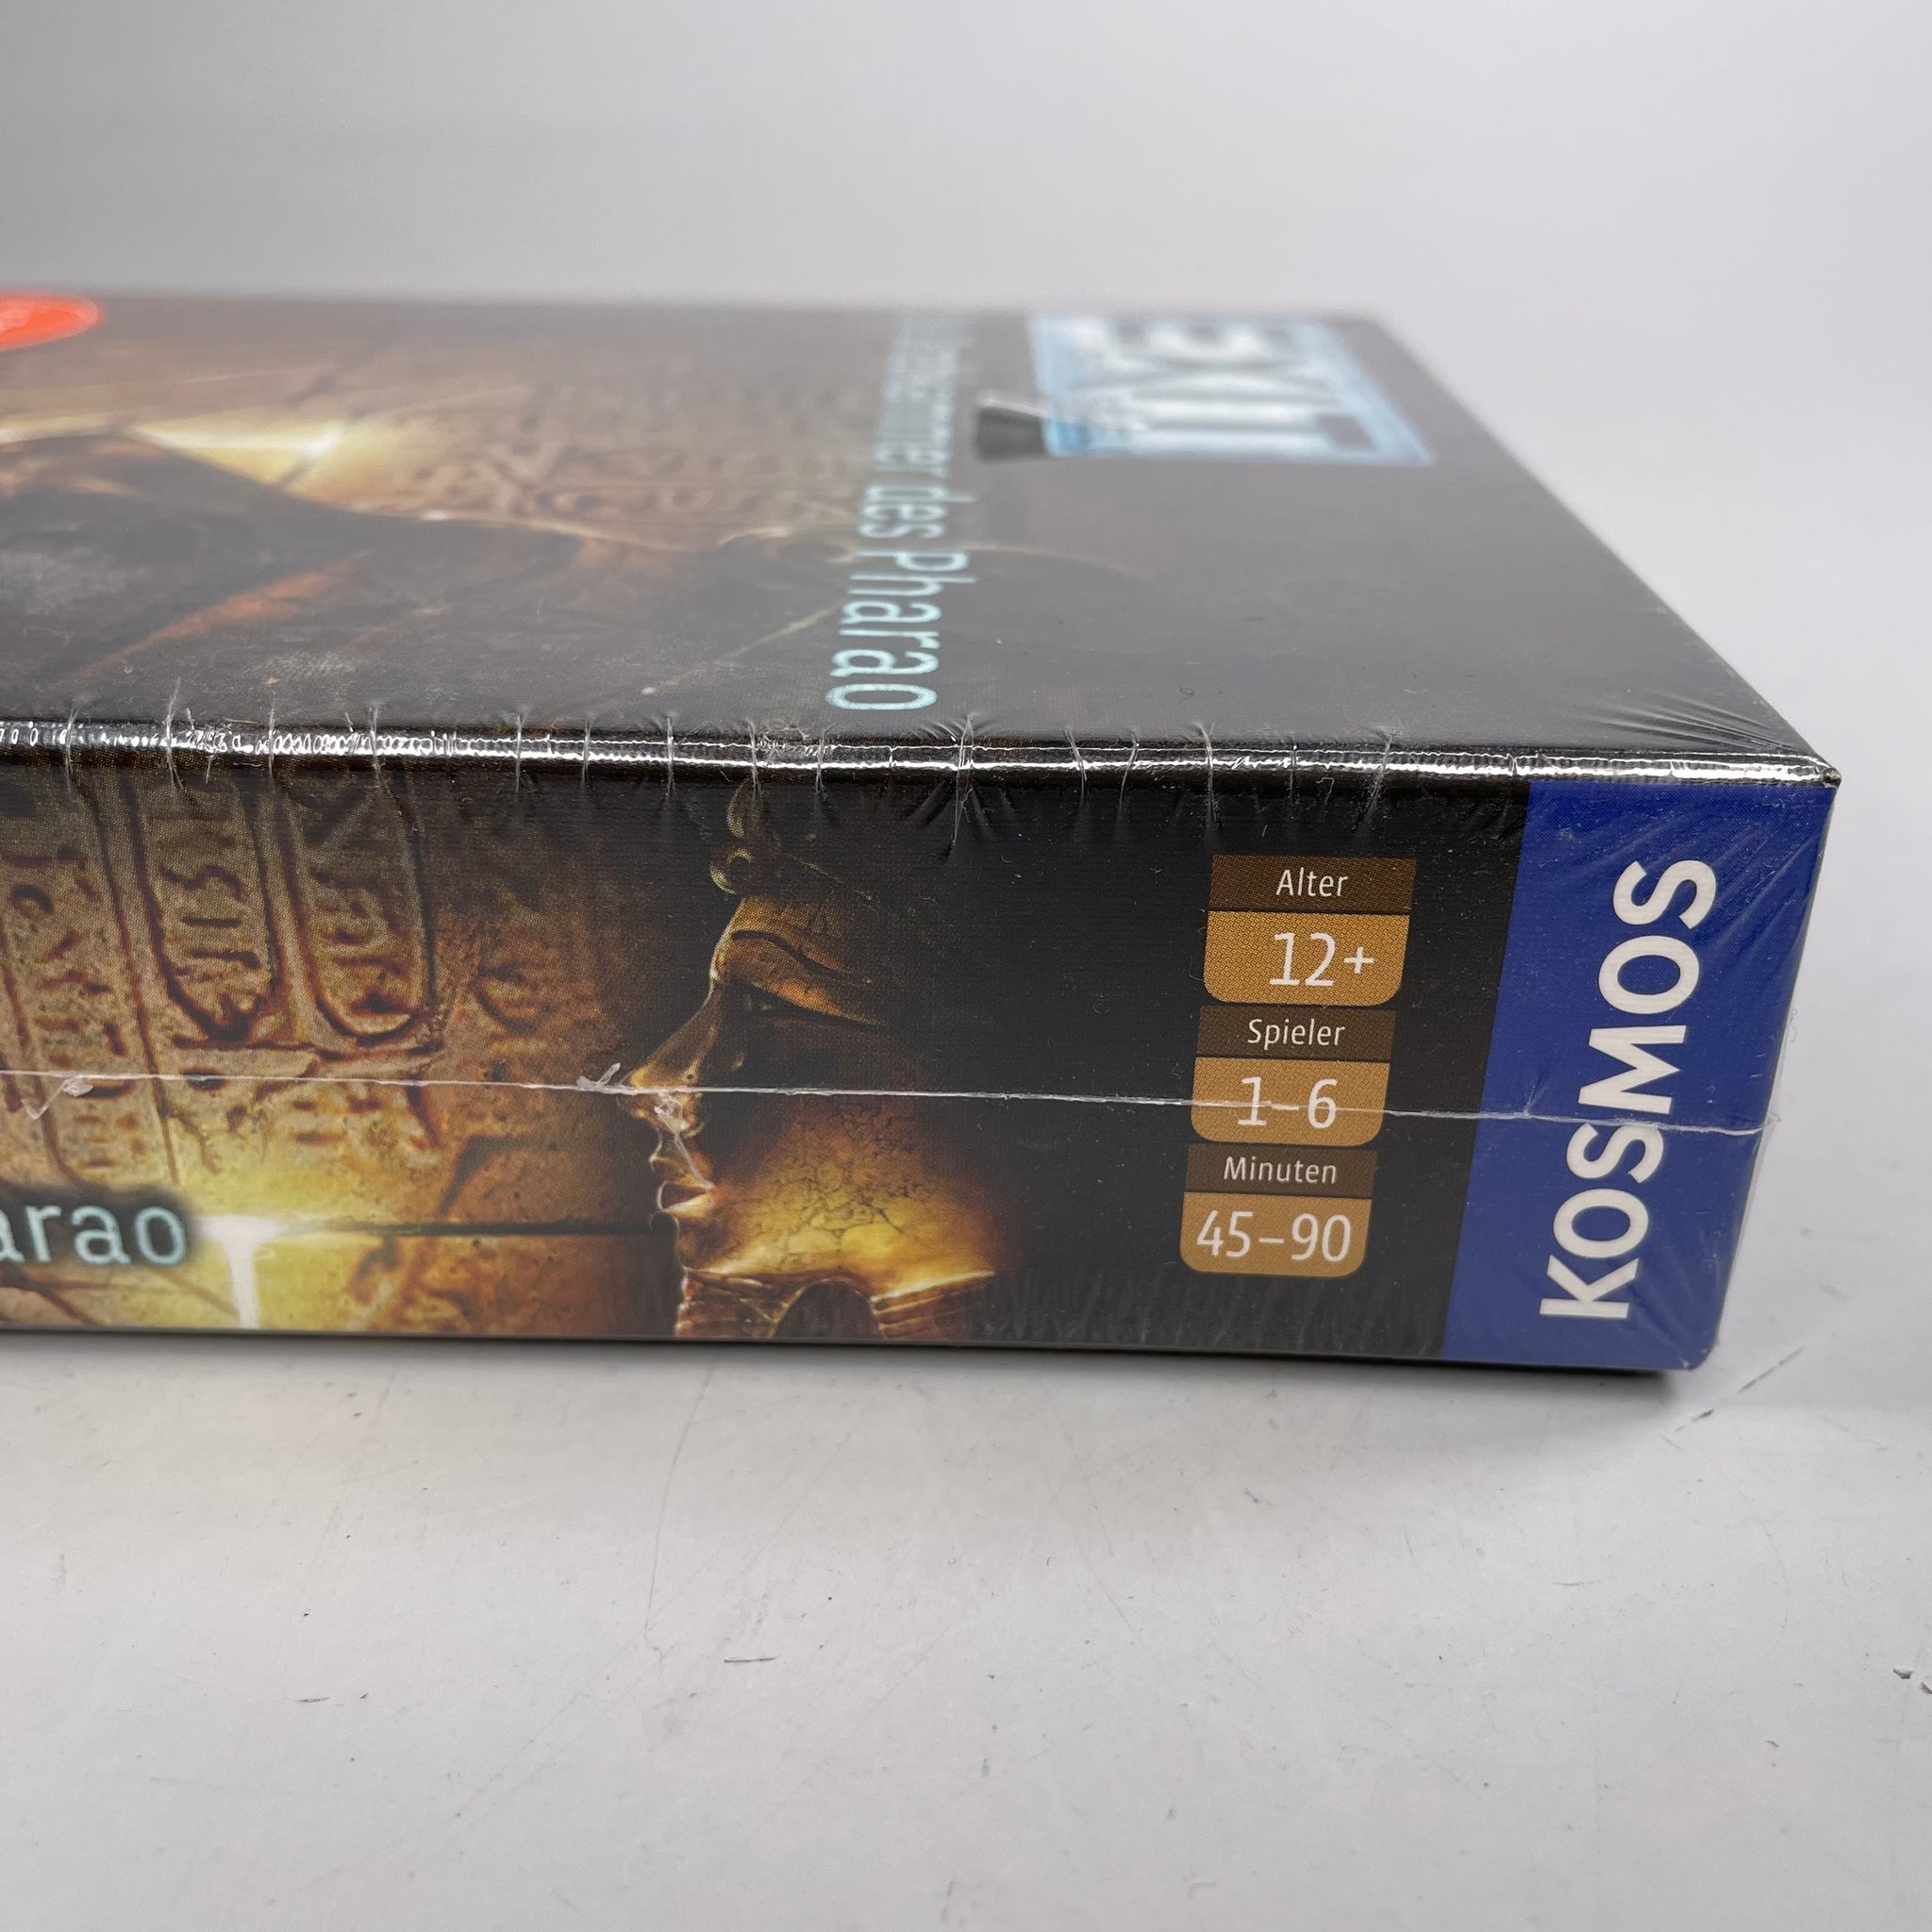 EXIT
des Pharao
arao
Alter
12+
Spieler
1–6
Minuten
45–90
KOSMOS